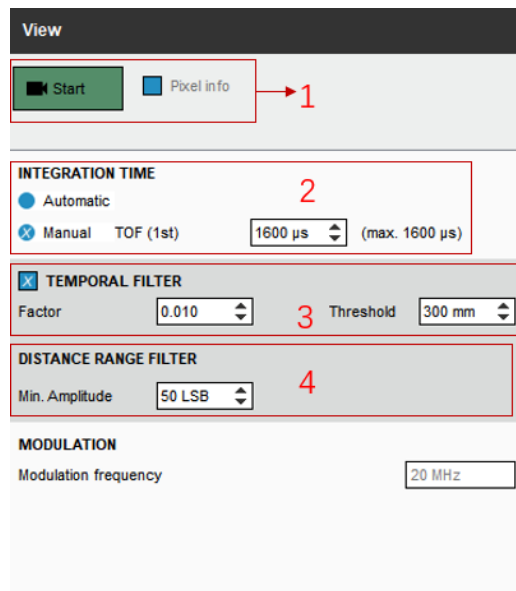 View
Start Pixel info 1
INTEGRATION TIME
Automatic 2
Manual TOF (1st) 1600 µs (max. 1600 µs)
X TEMPORAL FILTER
Factor 0.010 3 Threshold 300 mm
DISTANCE RANGE FILTER
Min. Amplitude 50 LSB 4
MODULATION
Modulation frequency 20 MHz